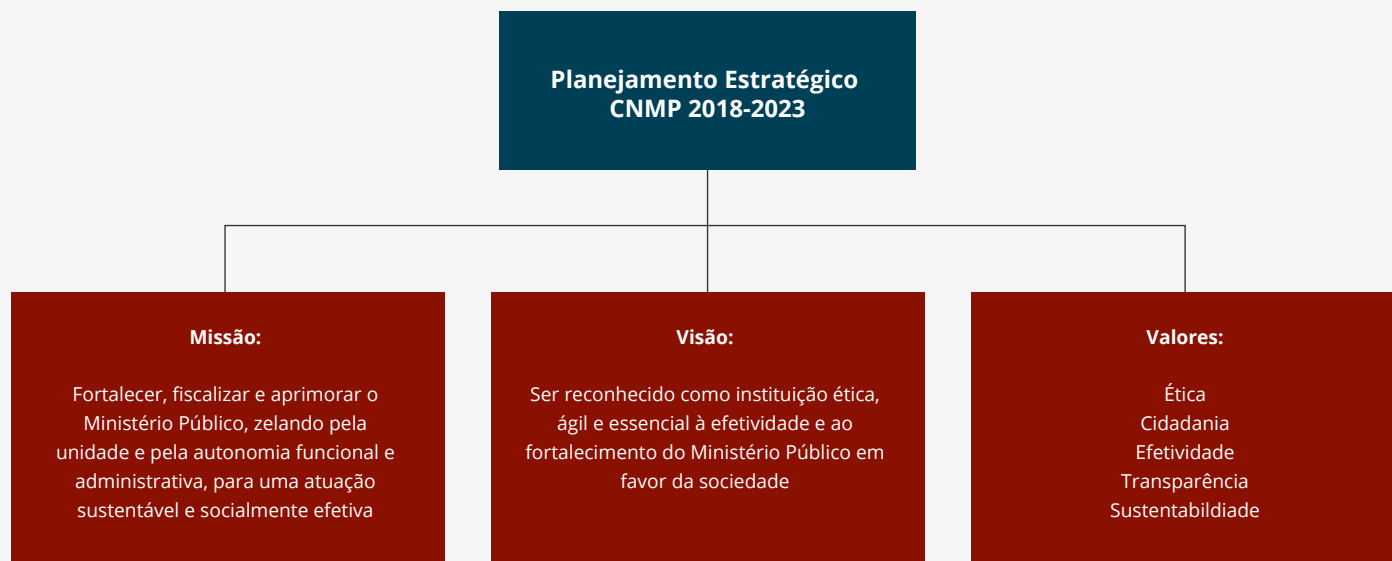 Planejamento Estratégico
CNMP 2018-2023
Missão:
Fortalecer, fiscalizar e aprimorar o
Ministério Público, zelando pela
unidade e pela autonomia funcional e
administrativa, para uma atuação
sustentável e socialmente efetiva
Visão:
Ser reconhecido como instituição ética,
ágil e essencial à efetividade e ao
fortalecimento do Ministério Público em
favor da sociedade
Valores:
Ética
Cidadania
Efetividade
Transparência
Sustentabildiade